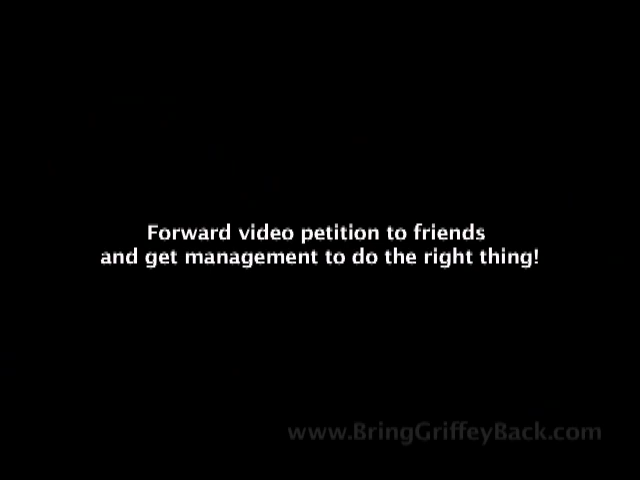 Forward video petition to friends
and get management to do the right thing!
www.BringGriffeyBack.com